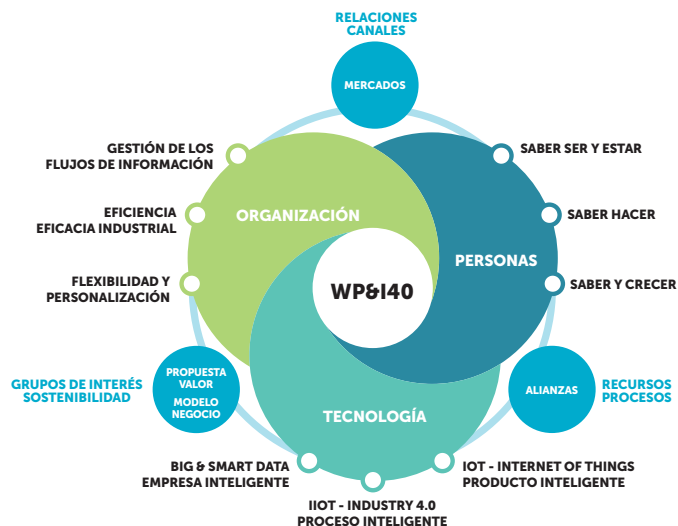 RELACIONES
CANALES
MERCADOS
GESTIÓN DE LOS
FLUJOS DE INFORMACIÓN
SABER SER Y ESTAR
EFICIENCIA
EFICACIA INDUSTRIAL
ORGANIZACIÓN
SABER HACER
PERSONAS
FLEXIBILIDAD Y
PERSONALIZACIÓN
WP&I40
SABER Y CRECER
GRUPOS DE INTERÉS
SOSTENIBILIDAD
PROPUESTA
VALOR
MODELO
NEGOCIO
ALIANZAS
RECURSOS
PROCESOS
TECNOLOGÍA
BIG & SMART DATA
EMPRESA INTELIGENTE
IOT - INTERNET OF THINGS
PRODUCTO INTELIGENTE
IIOT - INDUSTRY 4.0
PROCESO INTELIGENTE